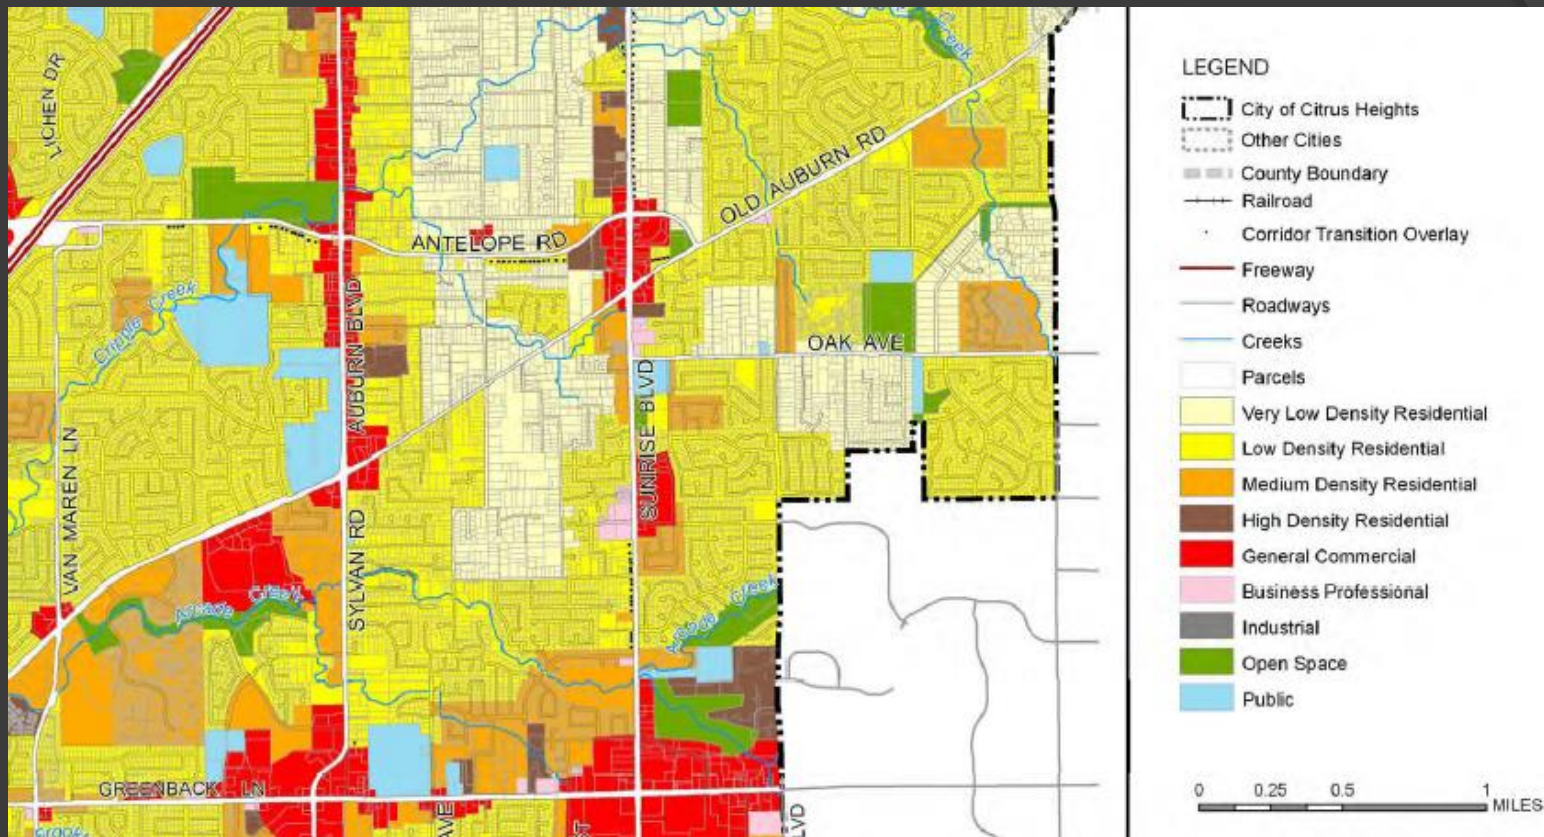 Creek
LICHEN DR
OLD AUBURN RD
ANTELOPE RD
Cripple Creek
AUBURN BLVD
OAK AVE
SUNRISE BLVD
VAN MAREN LN
SYLVAN RD
Arcade Creek
Arcade Creek
GREENBACK LN
AVE
LVD
LEGEND
City of Citrus Heights
Other Cities
County Boundary
Railroad
Corridor Transition Overlay
Freeway
Roadways
Creeks
Parcels
Very Low Density Residential
Low Density Residential
Medium Density Residential
High Density Residential
General Commercial
Business Professional
Industrial
Open Space
Public
0 0.25 0.5 1
MILES